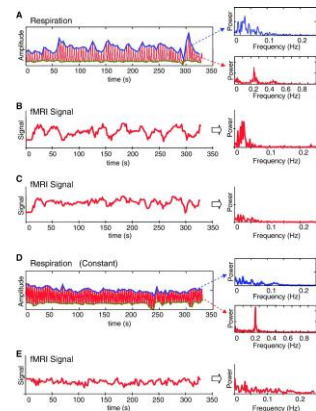 A Respiration
Amplitude
0 50 100 150 200 250 300 350
time (s)
Power
0 0.1 0.2
Frequency (Hz)
Power
0 0.2 0.4 0.6 0.8
Frequency (Hz)
B fMRI Signal
Signal
0 50 100 150 200 250 300 350
time (s)
Power
0 0.1 0.2
Frequency (Hz)
C fMRI Signal
Signal
0 50 100 150 200 250 300 350
time (s)
Power
0 0.1 0.2
Frequency (Hz)
D Respiration (Constant)
Amplitude
0 50 100 150 200 250 300 350
time (s)
Power
0 0.1 0.2
Frequency (Hz)
Power
0 0.2 0.4 0.6 0.8
Frequency (Hz)
E fMRI Signal
Signal
0 50 100 150 200 250 300 350
time (s)
Power
0 0.1 0.2
Frequency (Hz)